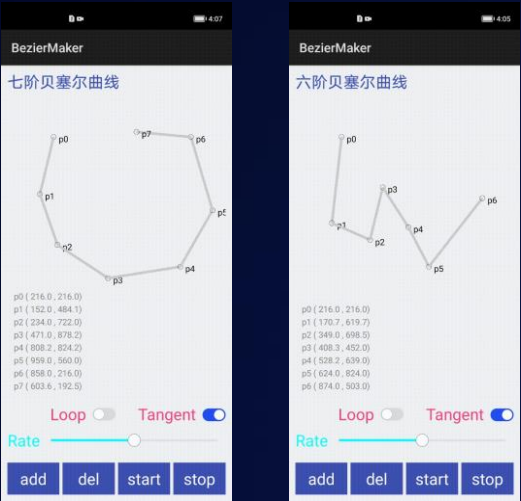 4:07
BezierMaker
七阶贝塞尔曲线
p7
p0
p6
p1
p5
p2
p4
p3
p0 ( 216.0 , 216.0)
p1 ( 152.0 , 484.1)
p2 ( 234.0 , 722.0)
p3 ( 471.0 , 878.2)
p4 ( 808.2 , 824.2)
p5 ( 959.0 , 560.0)
p6 ( 858.0 , 216.0)
p7 ( 603.6 , 192.5)
Loop Tangent
Rate
add del start stop
4:05
BezierMaker
六阶贝塞尔曲线
p0
p3
p6
p1
p4
p2
p5
p0 ( 216.0 , 216.0)
p1 ( 170.7 , 619.7)
p2 ( 349.0 , 698.5)
p3 ( 408.3 , 452.0)
p4 ( 528.2 , 639.0)
p5 ( 624.0 , 824.0)
p6 ( 874.0 , 503.0)
Loop Tangent
Rate
add del start stop